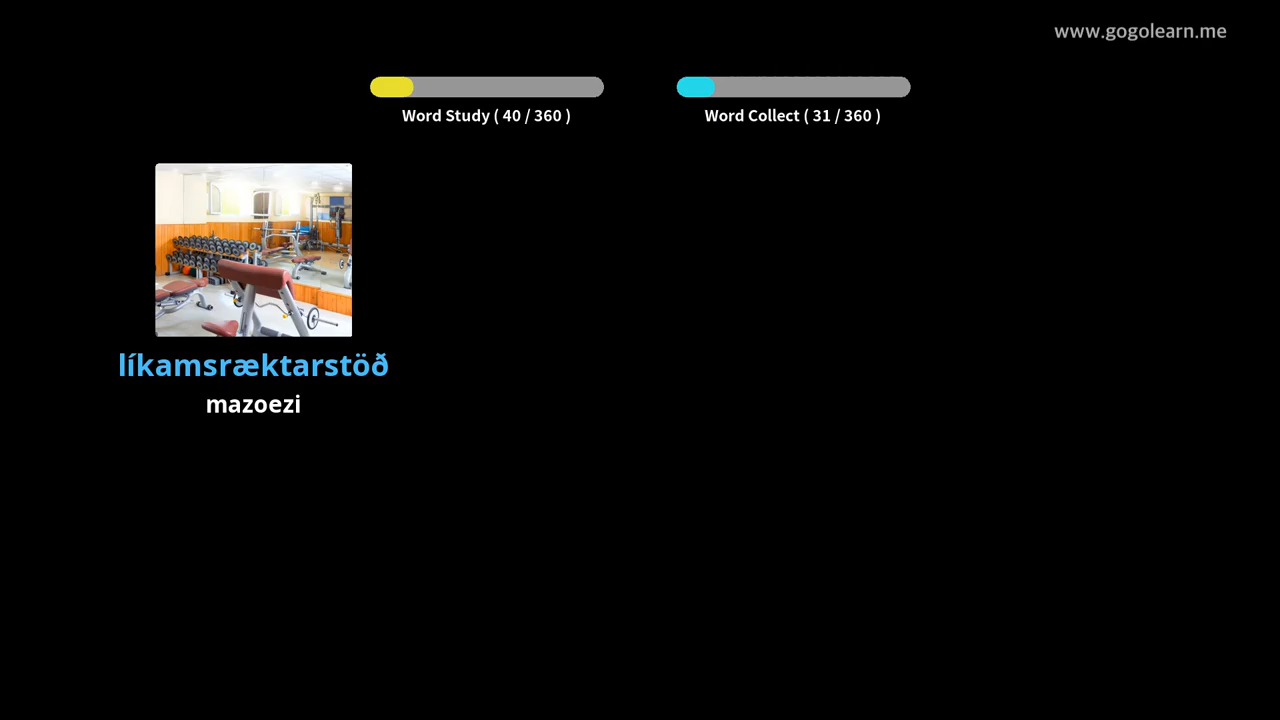 www.gogolearn.me
Word Study ( 40 / 360 )
Word Collect ( 31 / 360 )
líkamsræktarstöð
mazoezi